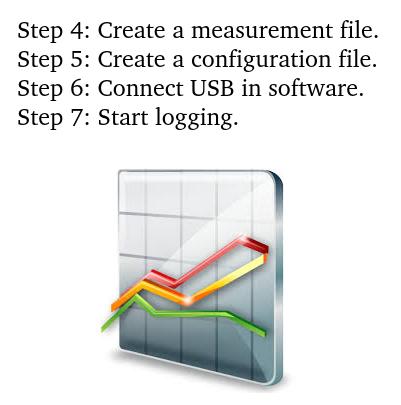 Step 4: Create a measurement file.
Step 5: Create a configuration file.
Step 6: Connect USB in software.
Step 7: Start logging.